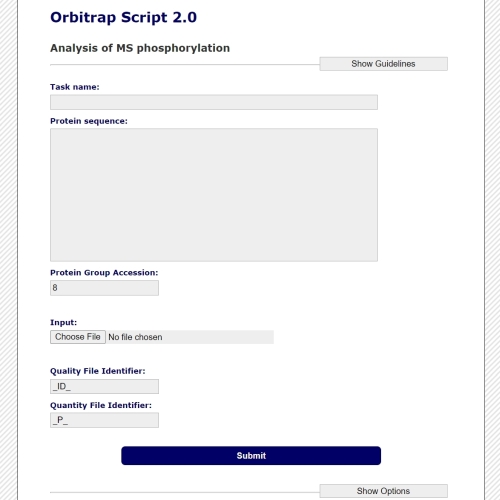 Orbitrap Script 2.0
Analysis of MS phosphorylation
Show Guidelines
Task name:
Protein sequence:
Protein Group Accession:
8
Input:
Choose File No file chosen
Quality File Identifier:
_ID_
Quantity File Identifier:
_P_
Submit
Show Options